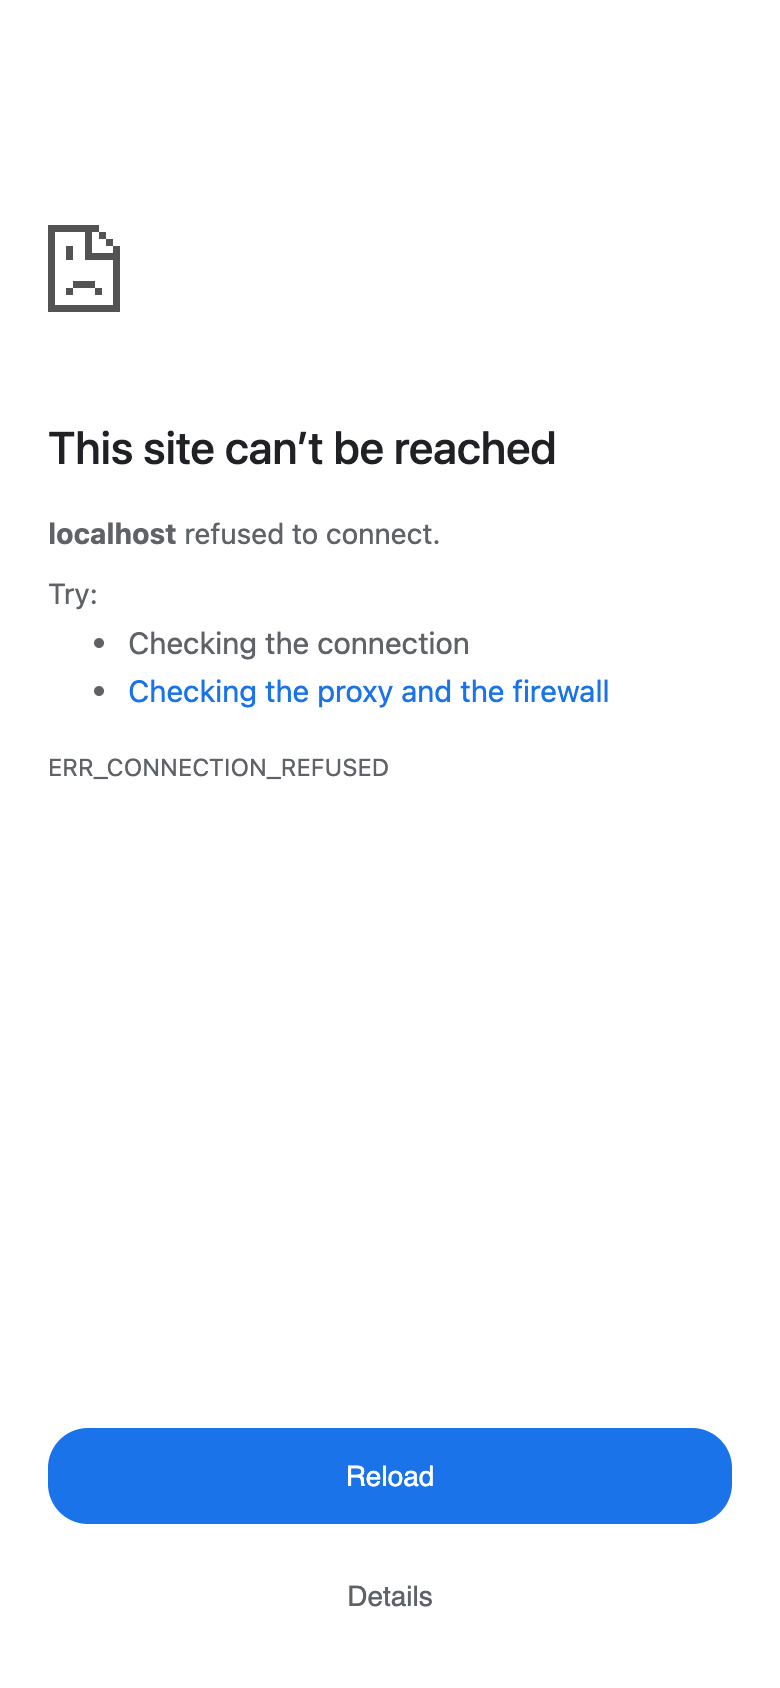 This site can’t be reached
localhost refused to connect.
Try:
Checking the connection
Checking the proxy and the firewall
ERR_CONNECTION_REFUSED
Reload
Details